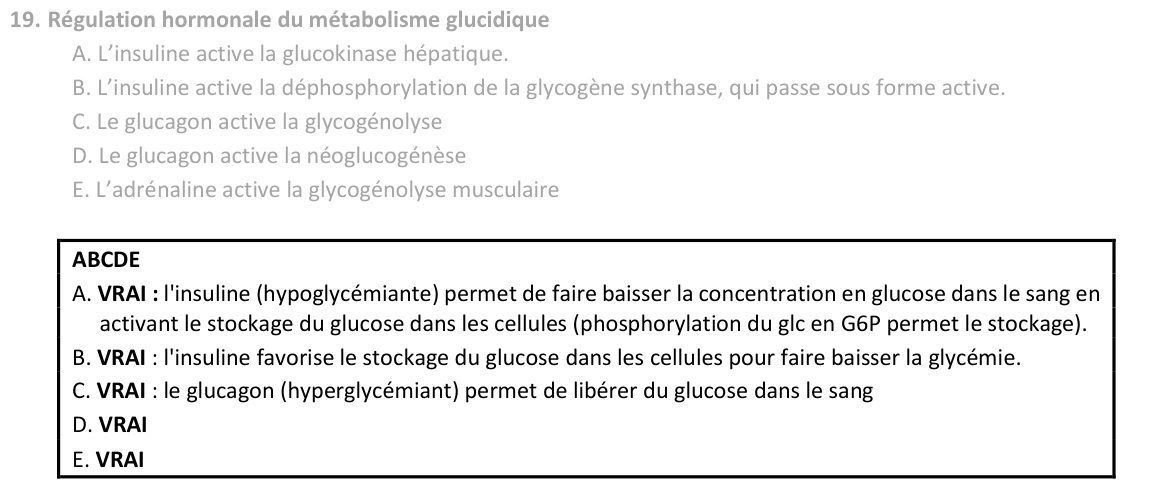 19. Régulation hormonale du métabolisme glucidique
A. L’insuline active la glucokinase hépatique.
B. L’insuline active la déphosphorylation de la glycogène synthase, qui passe sous forme active.
C. Le glucagon active la glycogénolyse
D. Le glucagon active la néoglucogénèse
E. L’adrénaline active la glycogénolyse musculaire
ABCDE
A. VRAI : l'insuline (hypoglycémiante) permet de faire baisser la concentration en glucose dans le sang en
activant le stockage du glucose dans les cellules (phosphorylation du glc en G6P permet le stockage).
B. VRAI : l'insuline favorise le stockage du glucose dans les cellules pour faire baisser la glycémie.
C. VRAI : le glucagon (hyperglycémiant) permet de libérer du glucose dans le sang
D. VRAI
E. VRAI